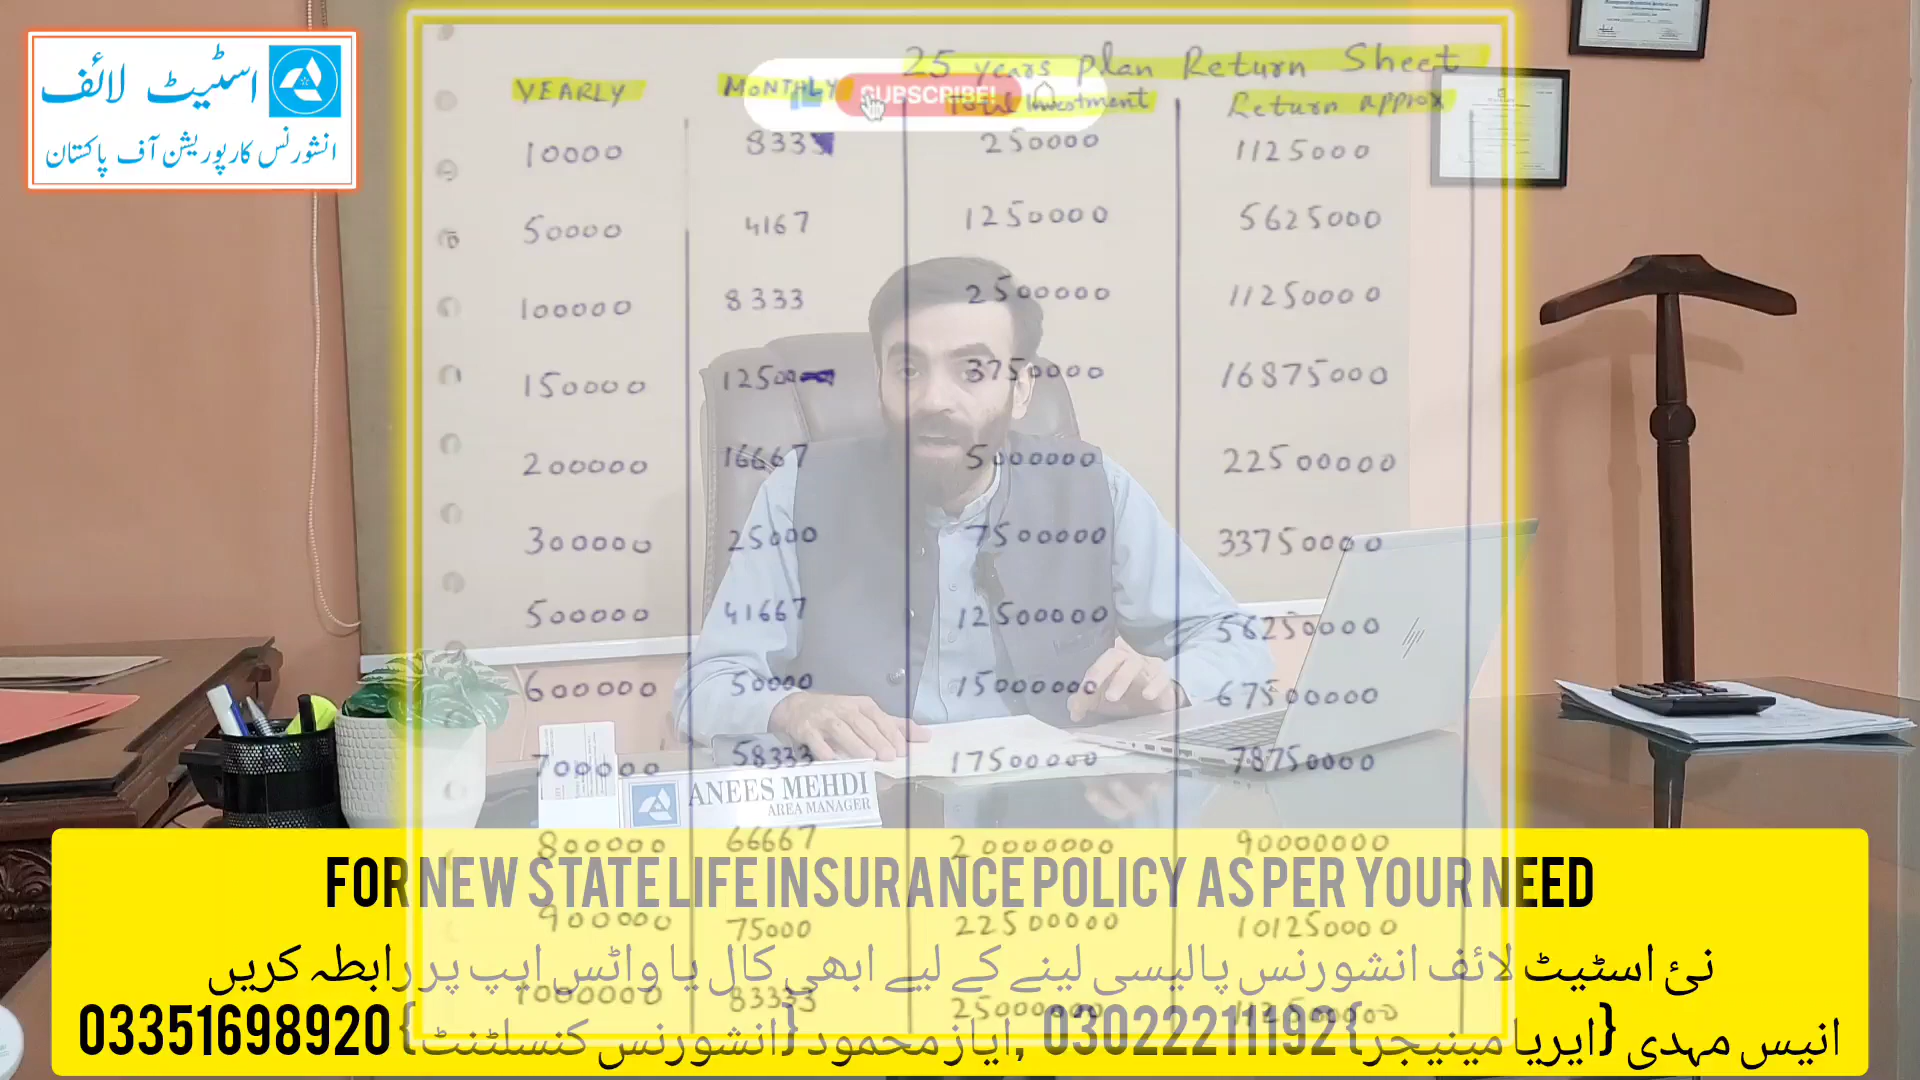 اسٹیٹ لائف
انشورنس کارپوریشن آف پاکستان
25 years plan Return Sheet
YEARLY MONTHLY Total Investment Return approx
SUBSCRIBE!
10000 833 250000 1125000
50000 4167 1250000 5625000
100000 8333 2500000 11250000
150000 12500 3750000 16875000
200000 16667 5000000 22500000
300000 25000 7500000 33750000
500000 41667 12500000 56250000
600000 50000 15000000 67500000
700000 58333 17500000 78750000
800000 66667 20000000 90000000
900000 75000 22500000 101250000
1000000 83333 25000000 112500000
ANEES MEHDI
AREA MANAGER
FOR NEW STATE LIFE INSURANCE POLICY AS PER YOUR NEED
نئ اسٹیٹ لائف انشورنس پالیسی لینے کے لیے ابھی کال یا واٹس ایپ پر رابطہ کریں
انیس مہدی {ایریا مینیجر} 03022211192 , ایاز محمود {انشورنس کنسلٹنٹ} 03351698920